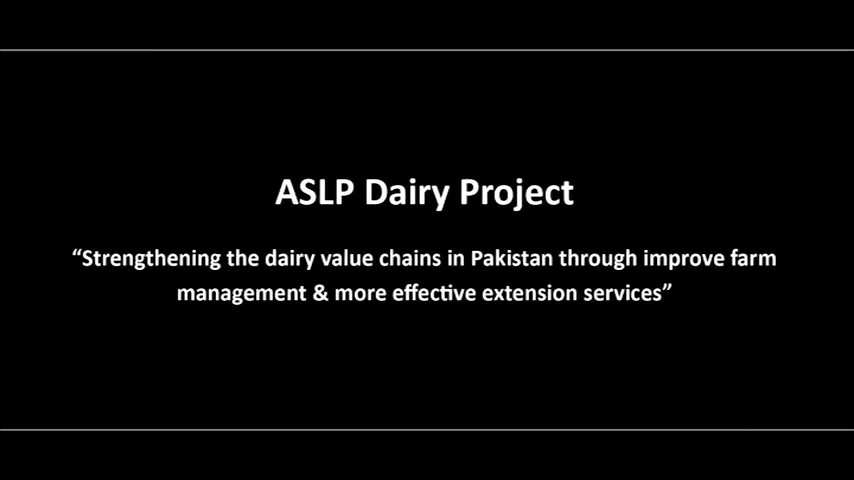 ASLP Dairy Project
“Strengthening the dairy value chains in Pakistan through improve farm
management & more effective extension services”